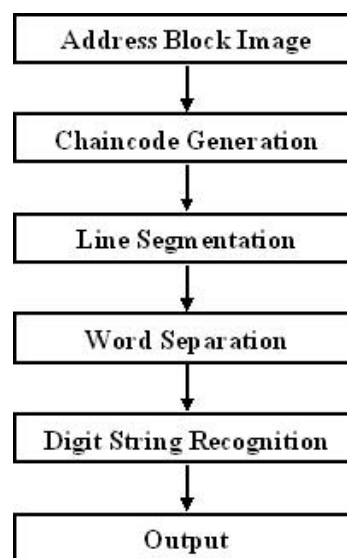 Address Block Image
Chaincode Generation
Line Segmentation
Word Separation
Digit String Recognition
Output